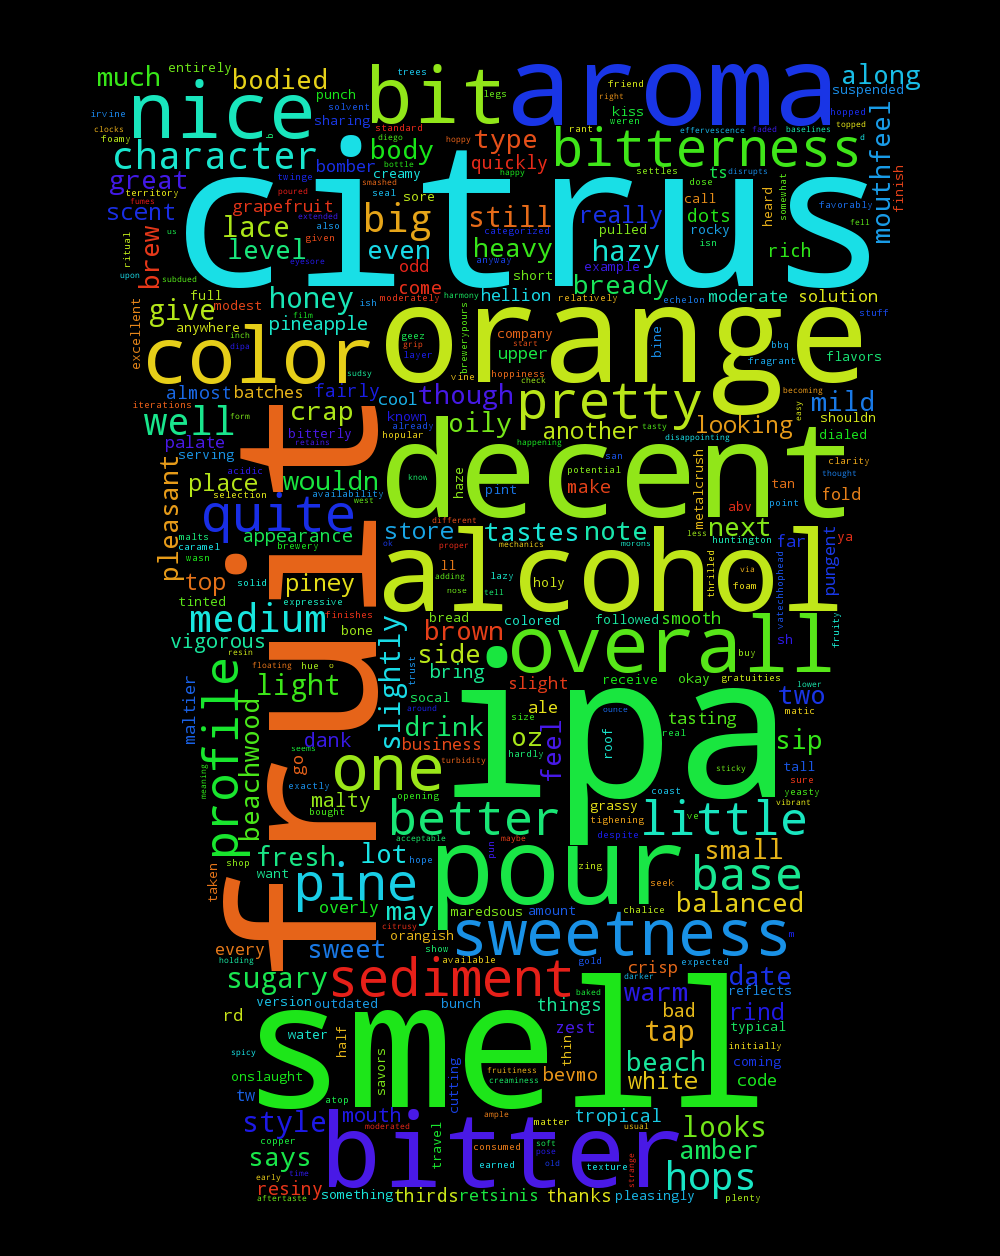 much entirely bodied bit trees aroma along
irvine nice punch legs friend suspended
clocks solvent sharing right
foamy b standard kiss hopped
character bomber diego body type weren bitterness effervescence faded baselines topped
great citrus creamy hoppy quickly rant happy settles ts disrupts d mouthfeel
territory twinge bottle smashed dose finish
fumes poured seal sore call somewhat favorably
scent grapefruit extended big still really dots heard fell
ritual us lace also categorized pulled rocky
brew level given even heavy hazy isn rich
eyesore odd anyway example
upon subdued full come short bready echelon
excellent give modest honey ish moderately harmony hellion relatively moderate solution
anywhere film pineapple orange stuff
inch geez company bine bbq flavors
color dipa grip start upper fragrant
sudsy layer brewerypours hoppiness
almost batches fairly cool vine check becoming
iterations though pretty mild
well form crap known already oily another tasty looking easy shouldn
palate bitterly hopular happening disappointing dialed
serving retains decent san clarity
pleasant acidic place wouldn haze know potential metalcrush thought
selection availability pint make tan fold
quite west abv point
malts appearance store different tastes note less next ya
caramel brewery ok proper mechanics morons huntington far pungent
wasn fruit alcohol via
top solid piney ll adding lazy holy thrilled foam vatechhophead
tinted expressive nose tell
medium finishes bread colored followed smooth sh fruity
vigorous bone brown overall
resin slightly side buy
maltier profile floating hue o trust bring slight receive okay gratuities lower
light socal size ale ipa two matic
beachwood dank around drink oz ounce tasting
seems business feel roof real sip
meaning go one turbidity hardly sticky tall
exactly coast sure
malty opening yeasty
bought grassy ve vibrant
better tighening little
shop fresh acceptable maybe despite
want lot hope pour pun zing small
taken pine seek base
overly may maredsous amount chalice balanced
every orangish citrusy sweetness m
holding sweet show available gold crisp expected
sugary sediment darker date
version outdated bunch baked warm reflects
rd things bad rind
water zest tap typical
spicy half smell thin initially
onslaught savors fruitiness beach coming
tw atop cutting creaminess bevmo white code
style mouth ample tropical
moderated matter usual looks
copper travel bitter consumed soft amber
says pose
early time earned old texture strange hops
resiny something thirds retsinis thanks pleasingly
aftertaste plenty